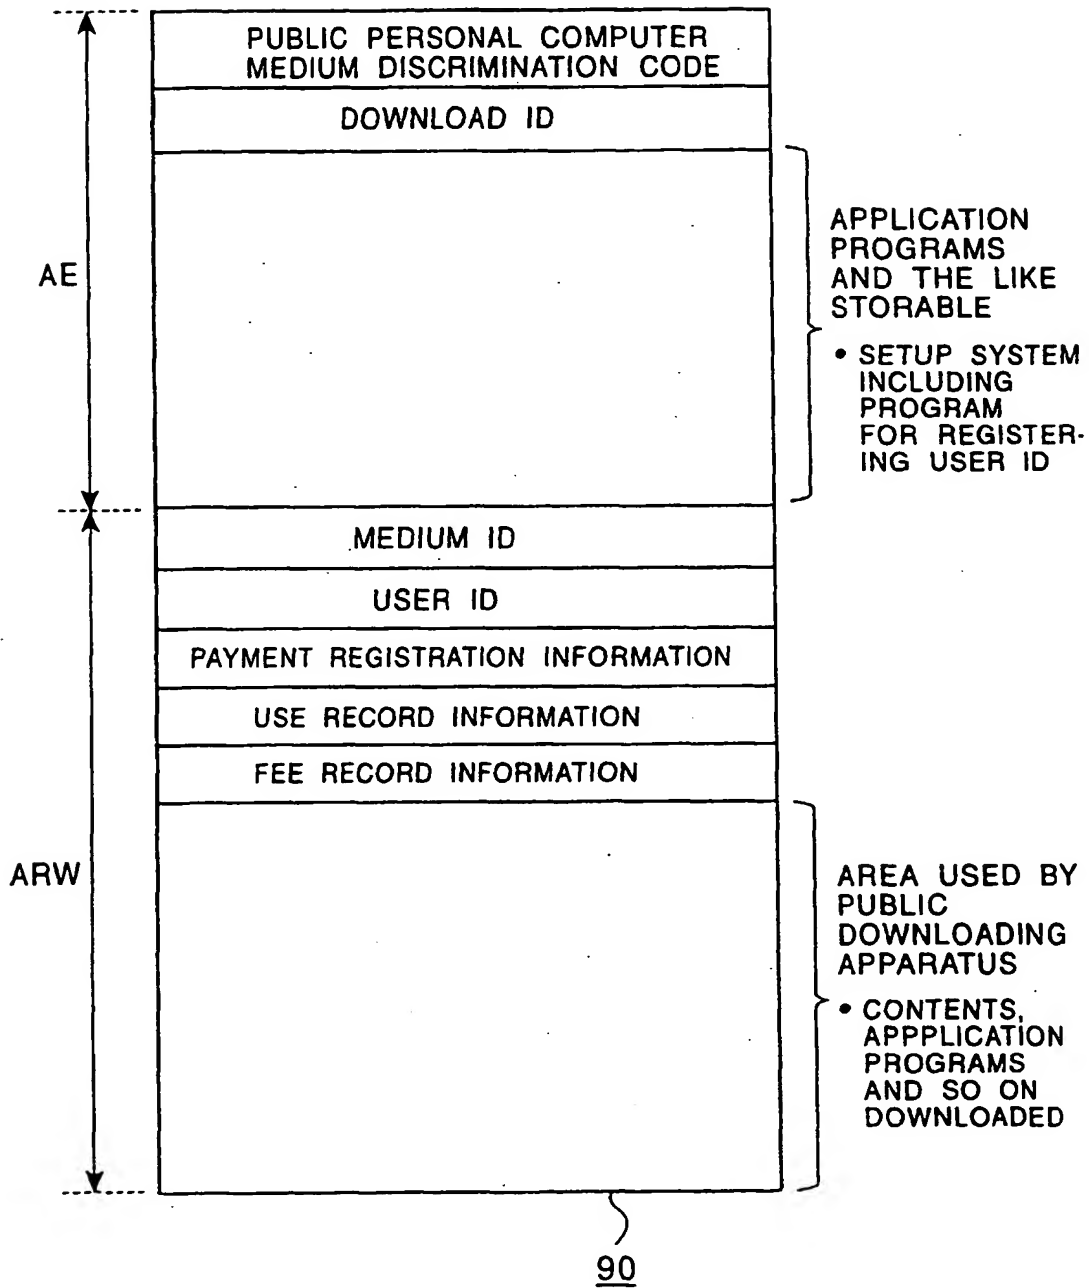 PUBLIC PERSONAL COMPUTER
MEDIUM DISCRIMINATION CODE
DOWNLOAD ID
AE
APPLICATION
PROGRAMS
AND THE LIKE
STORABLE
• SETUP SYSTEM
INCLUDING
PROGRAM
FOR REGISTER-
ING USER ID
MEDIUM ID
USER ID
PAYMENT REGISTRATION INFORMATION
USE RECORD INFORMATION
FEE RECORD INFORMATION
ARW
AREA USED BY
PUBLIC
DOWNLOADING
APPARATUS
• CONTENTS,
APPPLICATION
PROGRAMS
AND SO ON
DOWNLOADED
90